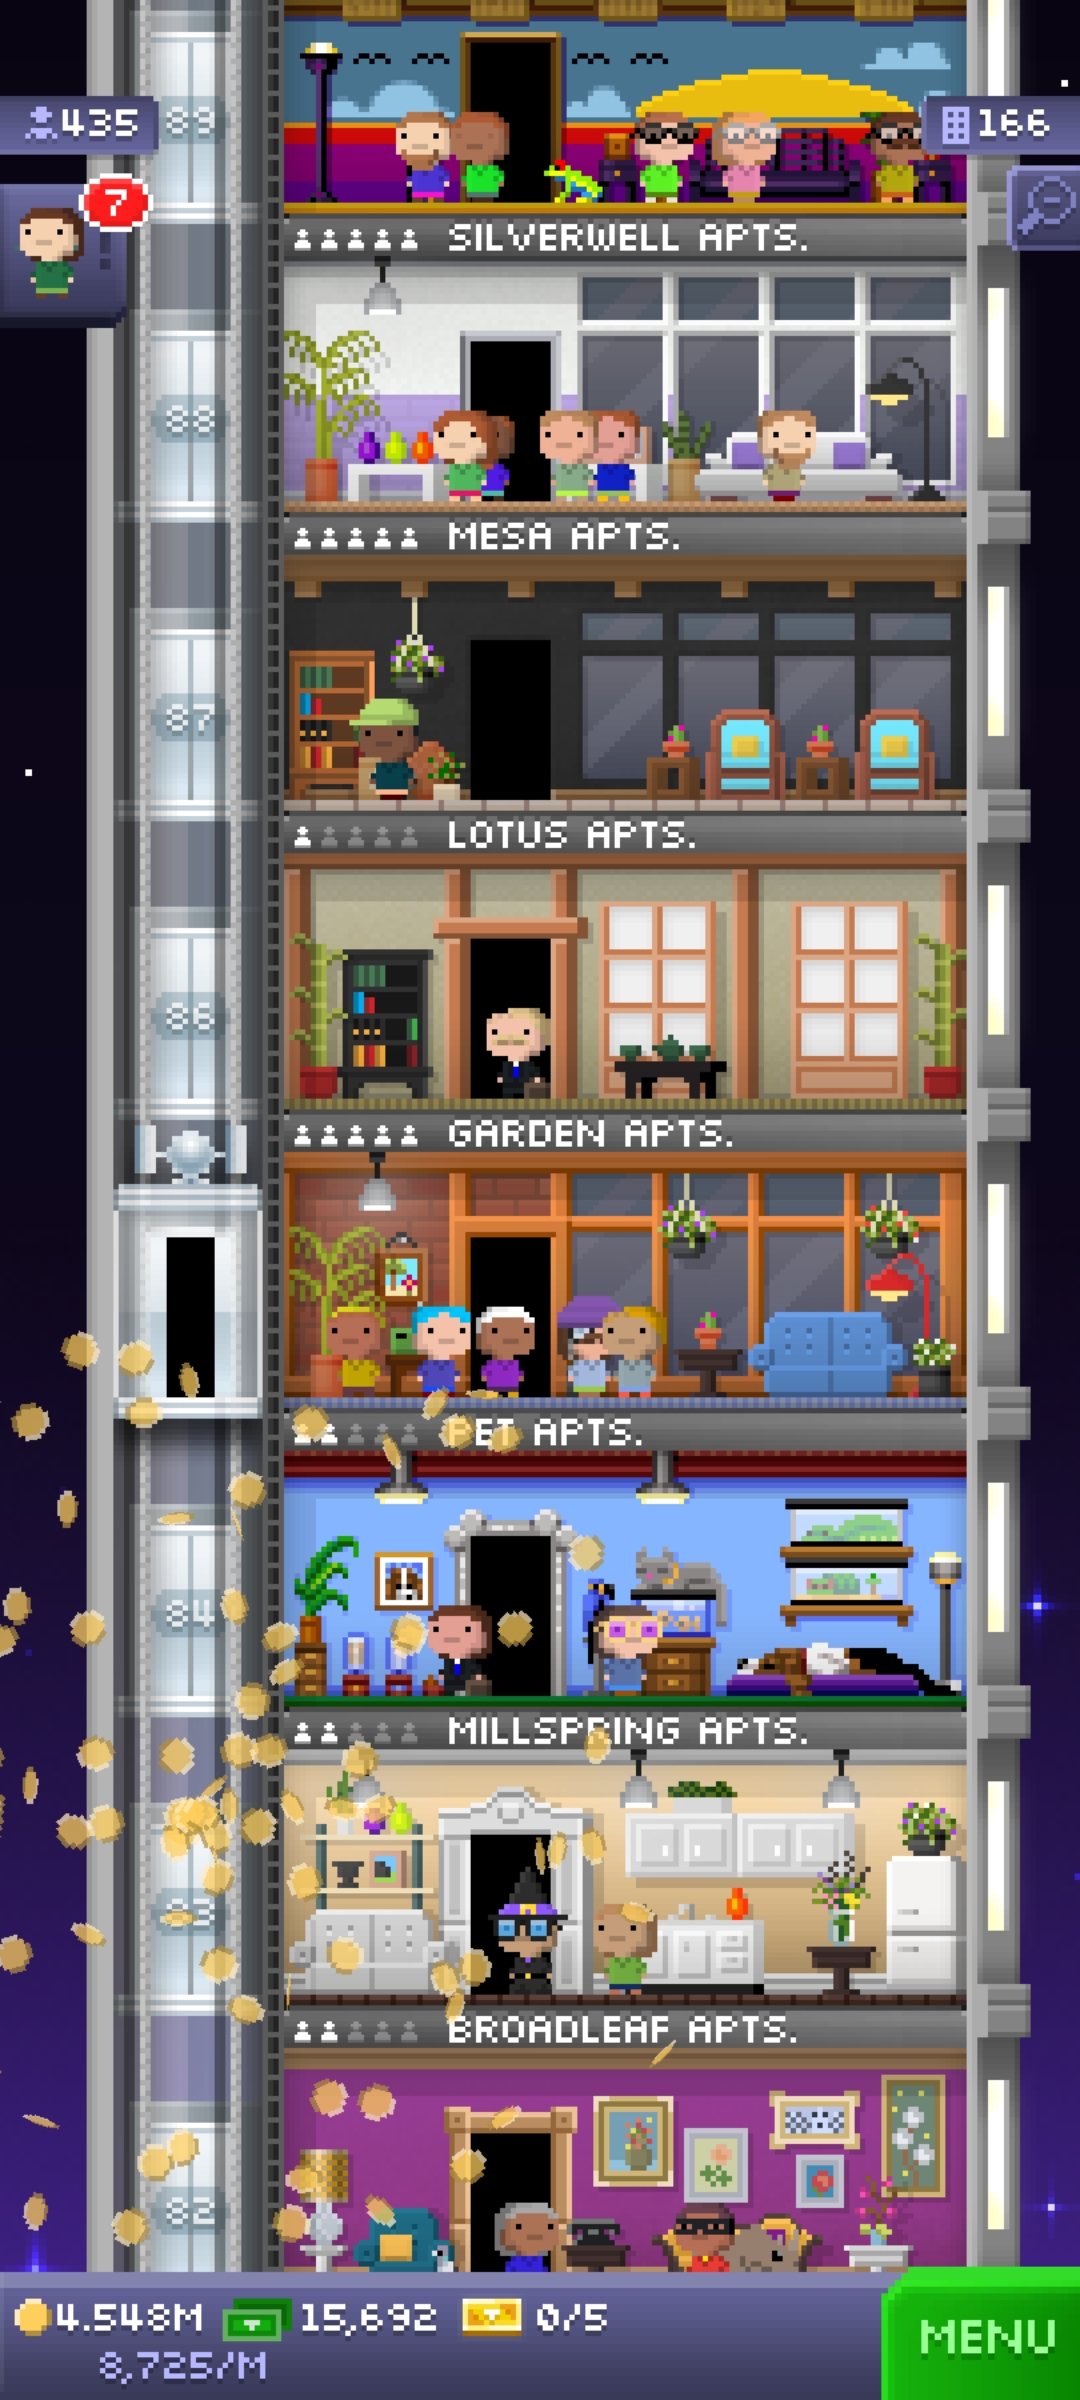 435
89
166
7
SILVERWELL APTS.
88
MESA APTS.
87
LOTUS APTS.
86
GARDEN APTS.
PET APTS.
84
MILLSPRING APTS.
83
BROADLEAF APTS.
82
4.548M 15,692 0/5
8,725/M
MENU